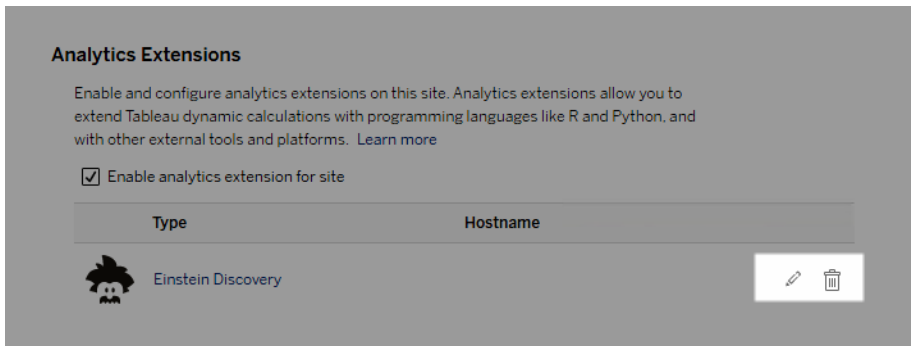 Analytics Extensions
Enable and configure analytics extensions on this site. Analytics extensions allow you to
extend Tableau dynamic calculations with programming languages like R and Python, and
with other external tools and platforms. Learn more
Enable analytics extension for site
Type Hostname
Einstein Discovery